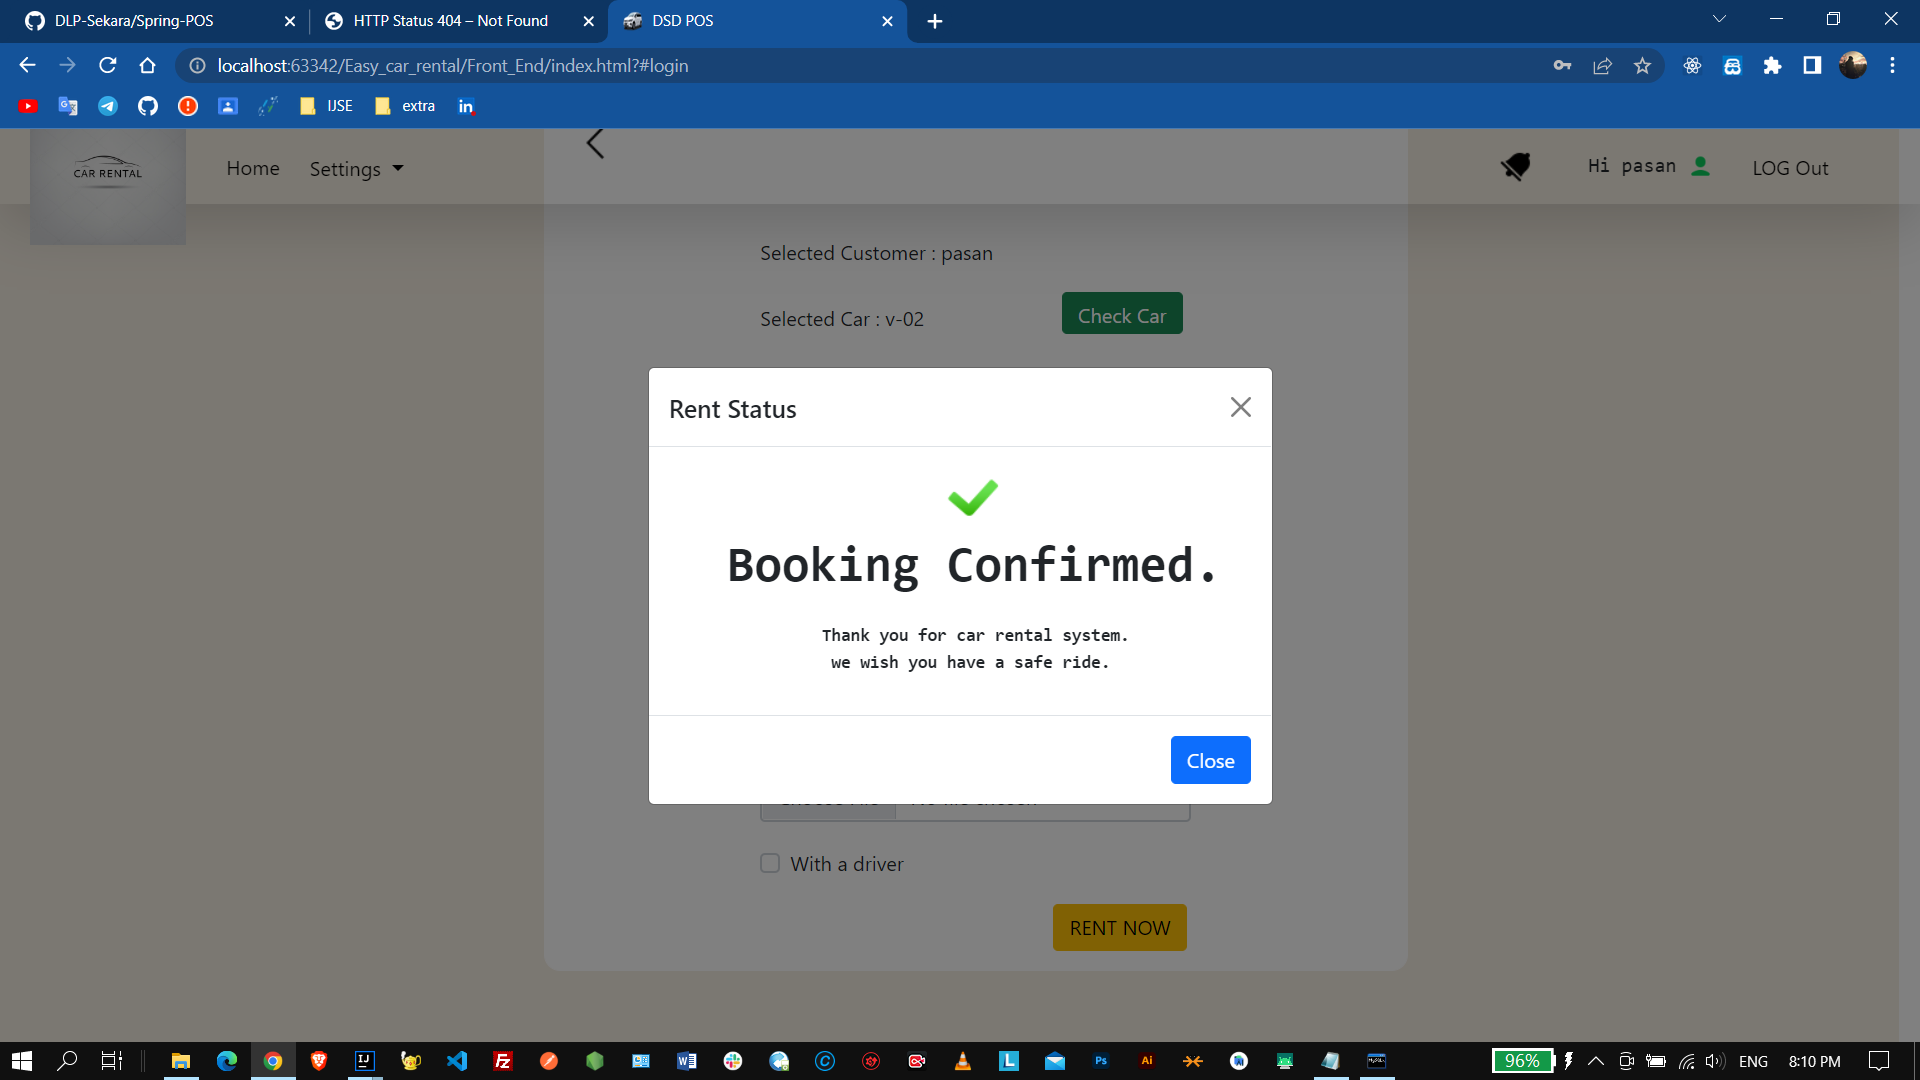 DLP-Sekara/Spring-POS
HTTP Status 404 – Not Found
DSD POS
localhost:63342/Easy_car_rental/Front_End/index.html?#login
IJSE
extra
CAR RENTAL
Home
Settings
Hi pasan
LOG Out
Selected Customer : pasan
Selected Car : v-02
Check Car
Rent Status
Booking Confirmed.
Thank you for car rental system.
we wish you have a safe ride.
Close
With a driver
RENT NOW
96%
ENG
8:10 PM